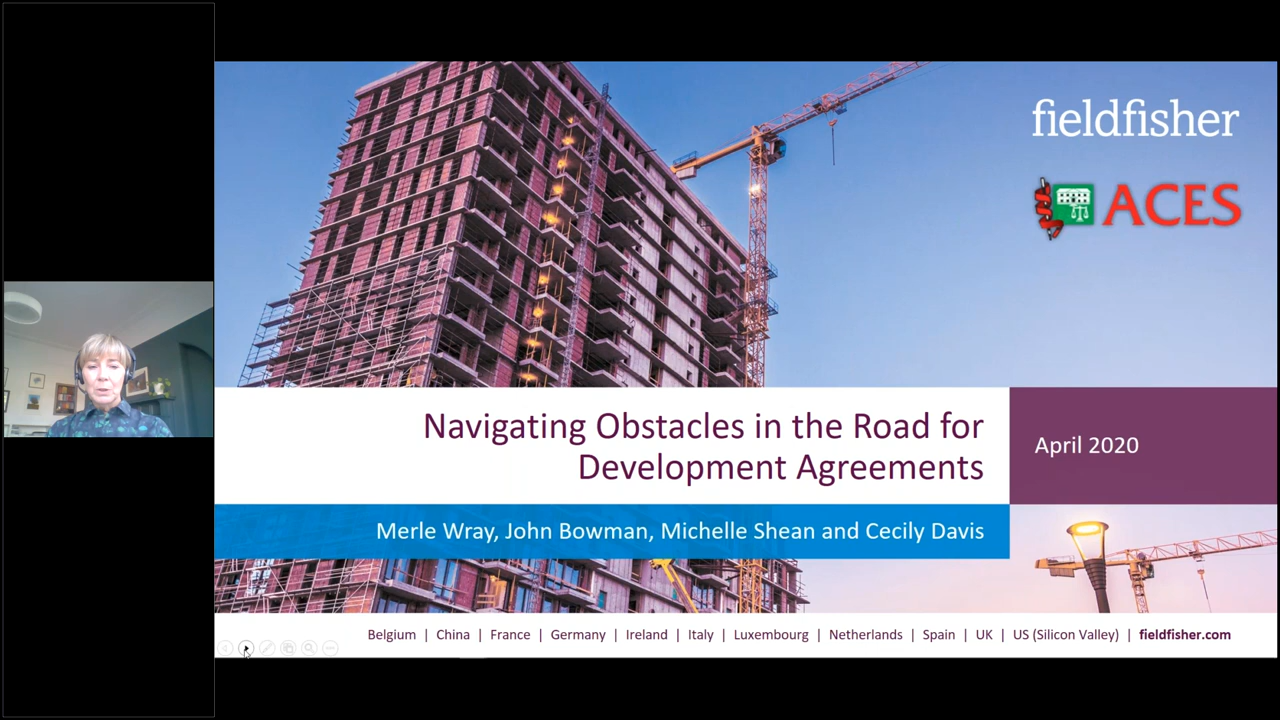 fieldfisher
ACES
Navigating Obstacles in the Road for
Development Agreements
April 2020
Merle Wray, John Bowman, Michelle Shean and Cecily Davis
Belgium | China | France | Germany | Ireland | Italy | Luxembourg | Netherlands | Spain | UK | US (Silicon Valley) | fieldfisher.com